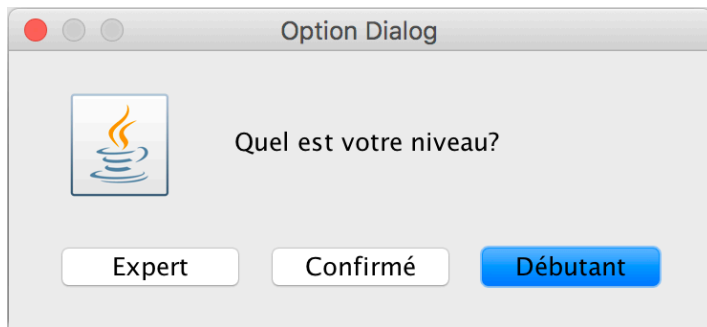 Option Dialog
Quel est votre niveau?
Expert Confirmé Débutant